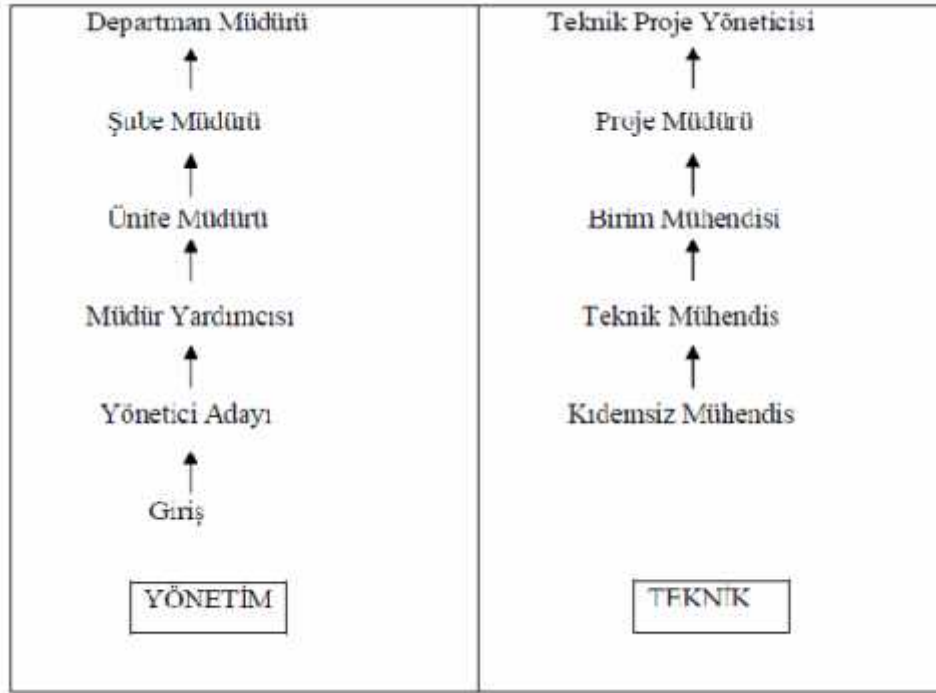 Departman Müdürü
Şube Müdürü
Ünite Müdürü
Müdür Yardımcısı
Yönetici Adayı
Giriş
YÖNETİM
Teknik Proje Yöneticisi
Proje Müdürü
Birim Mühendisi
Teknik Mühendis
Kıdemsiz Mühendis
TEKNİK